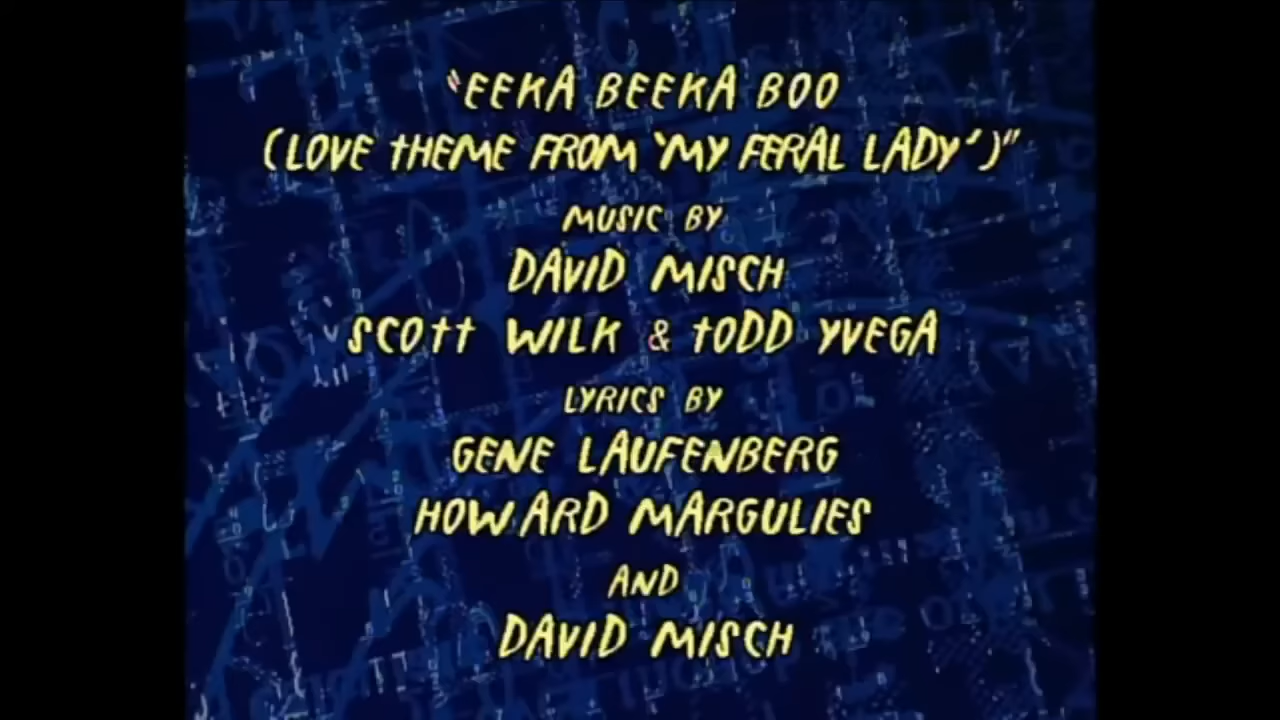 "EEKA BEEKA BOO
(LOVE THEME FROM 'MY FERAL LADY')"
MUSIC BY
DAVID MISCH
SCOTT WILK & TODD YVEGA
LYRICS BY
GENE LAUFENBERG
HOWARD MARGULIES
AND
DAVID MISCH